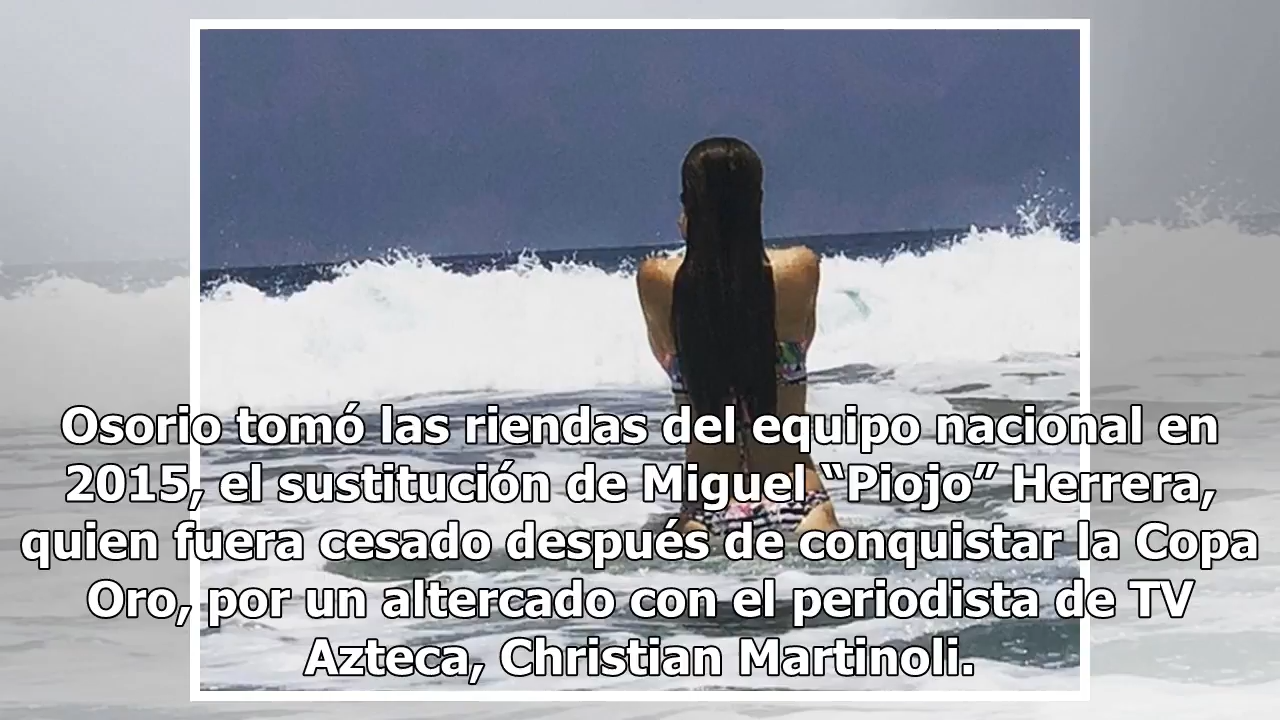 Osorio tomó las riendas del equipo nacional en
2015, el sustitución de Miguel “Piojo” Herrera,
quien fuera cesado después de conquistar la Copa
Oro, por un altercado con el periodista de TV
Azteca, Christian Martinoli.